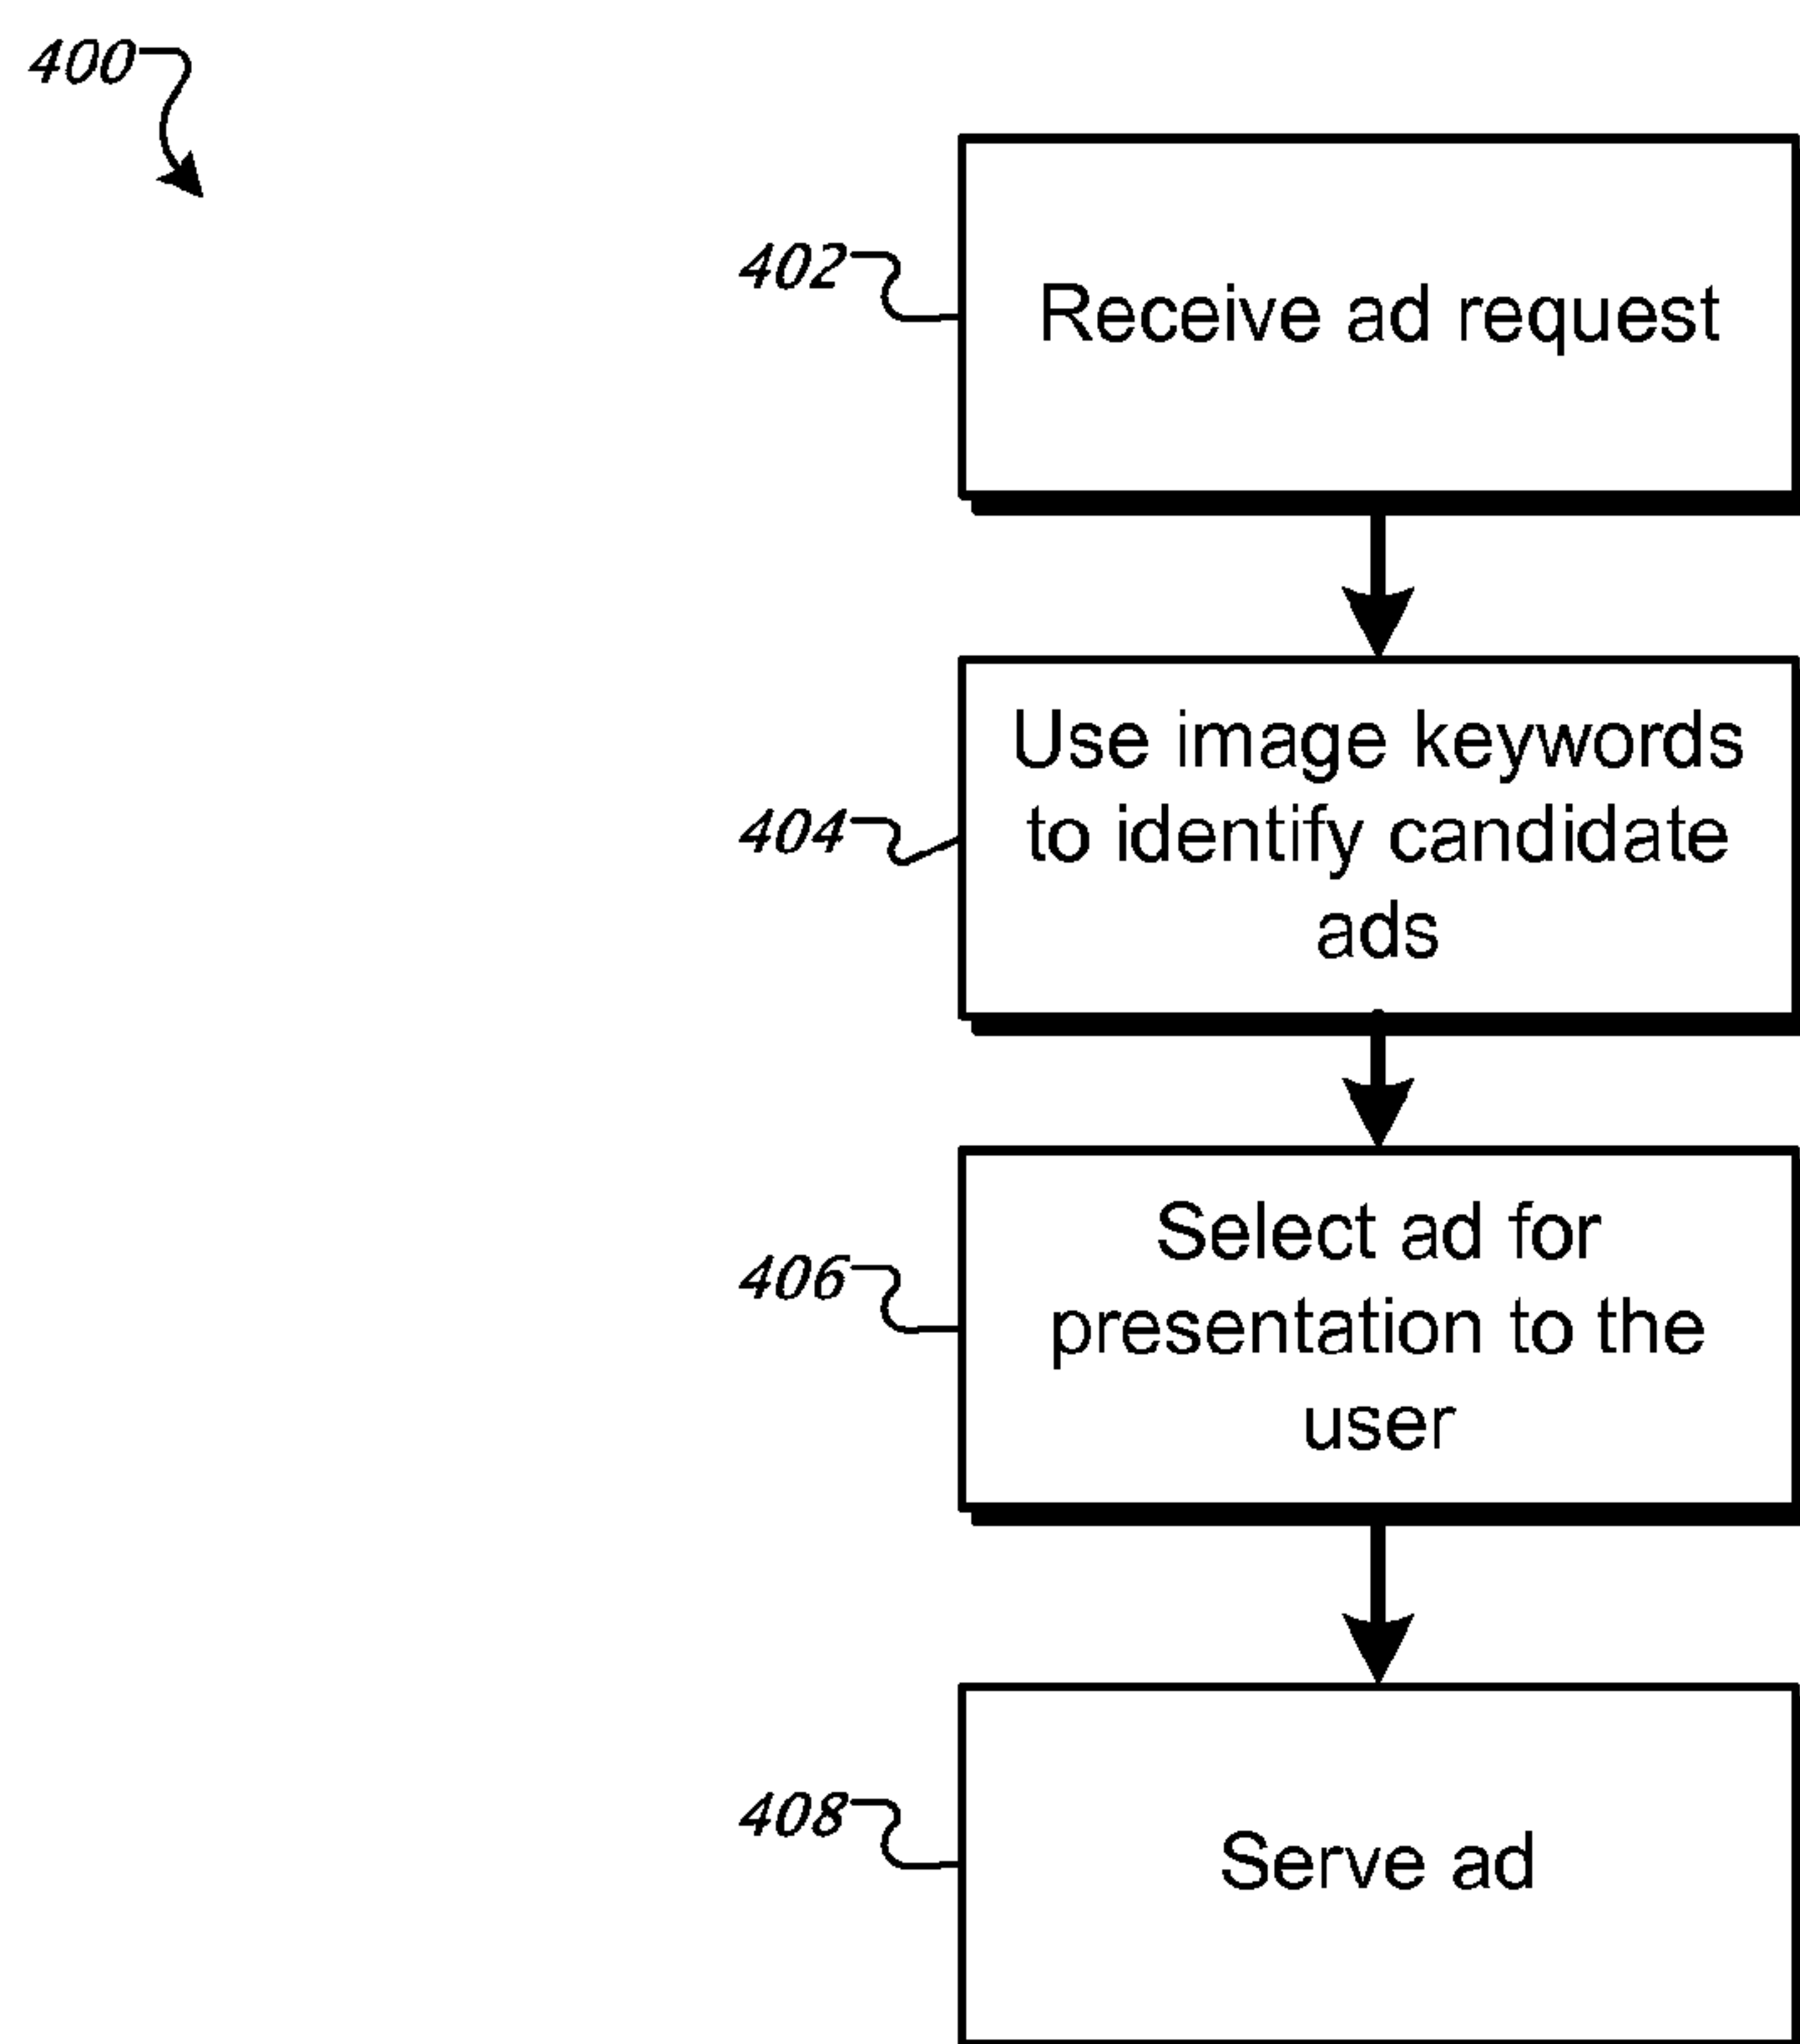 400
402
Receive ad request
404
Use image keywords
to identify candidate
ads
406
Select ad for
presentation to the
user
408
Serve ad